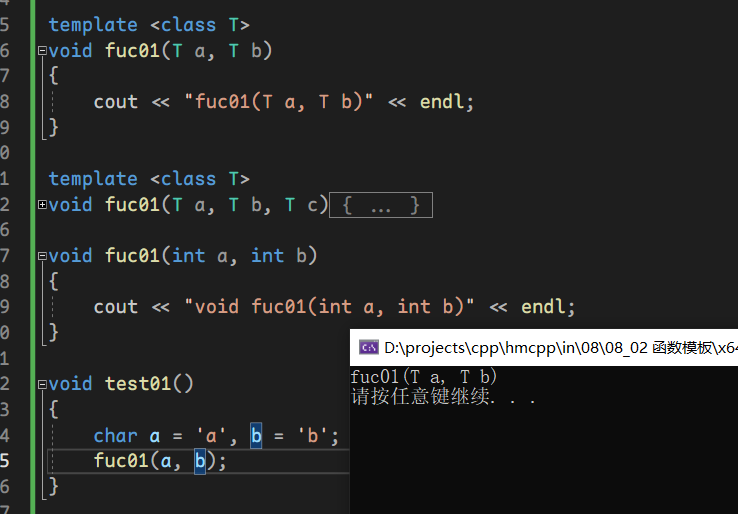 5 template <class T>
6 void fuc01(T a, T b)
7 {
8 cout << "fuc01(T a, T b)" << endl;
9 }
0
1 template <class T>
2 void fuc01(T a, T b, T c) { ... }
6
7 void fuc01(int a, int b)
8 {
9 cout << "void fuc01(int a, int b)" << endl;
0 }
1
2 void test01()
3 {
4 char a = 'a', b = 'b';
5 fuc01(a, b);
6 }
7
D:\projects\cpp\hmcpp\in\08\08_02 函数模板\x64
fuc01(T a, T b)
请按任意键继续. . .